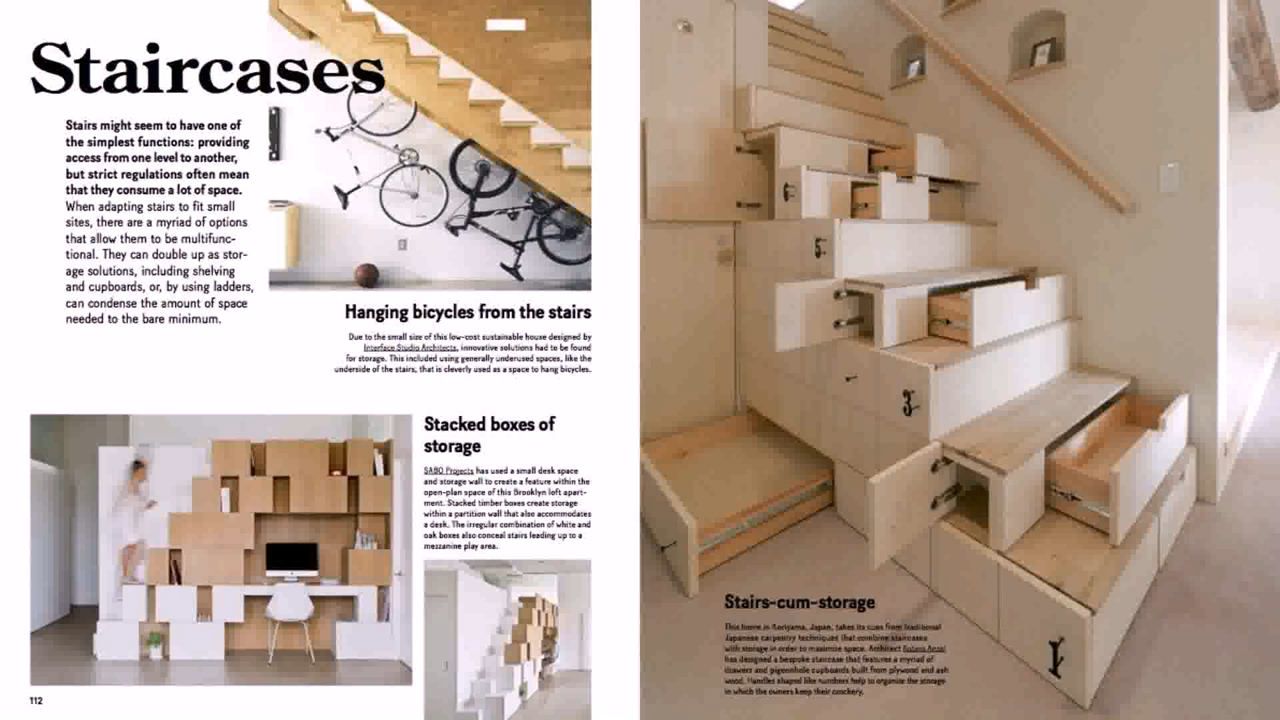 Staircases
Stairs might seem to have one of
the simplest functions: providing
access from one level to another,
but strict regulations often mean
that they consume a lot of space.
When adapting stairs to fit small
sites, there are a myriad of options
that allow them to be multifunc-
tional. They can double up as stor-
age solutions, including shelving
and cupboards, or, by using ladders,
can condense the amount of space
needed to the bare minimum.
Hanging bicycles from the stairs
Due to the small size of this low-cost sustainable house designed by
Interface Studio Architects, innovative solutions had to be found
for storage. This included using generally underused spaces, like the
underside of the stairs, that is cleverly used as a space to hang bicycles.
Stacked boxes of
storage
SABO Projects has used a small desk space
and storage wall to create a feature within the
open-plan space of this Brooklyn loft apart-
ment. Stacked timber boxes create storage
within a partition wall that also accommodates
a desk. The irregular combination of white and
oak boxes also conceal stairs leading up to a
mezzanine play area.
112
6
5
3
1
Stairs-cum-storage
This home in Koriyama, Japan, takes its cues from traditional
Japanese carpentry techniques that combine staircases
with storage in order to maximize space. Architect
has designed a bespoke staircase that features a myriad of
drawers and pigeonhole cupboards built from plywood and ash
wood. Handles shaped like numbers help to organize the storage
in which the owners keep their crockery.